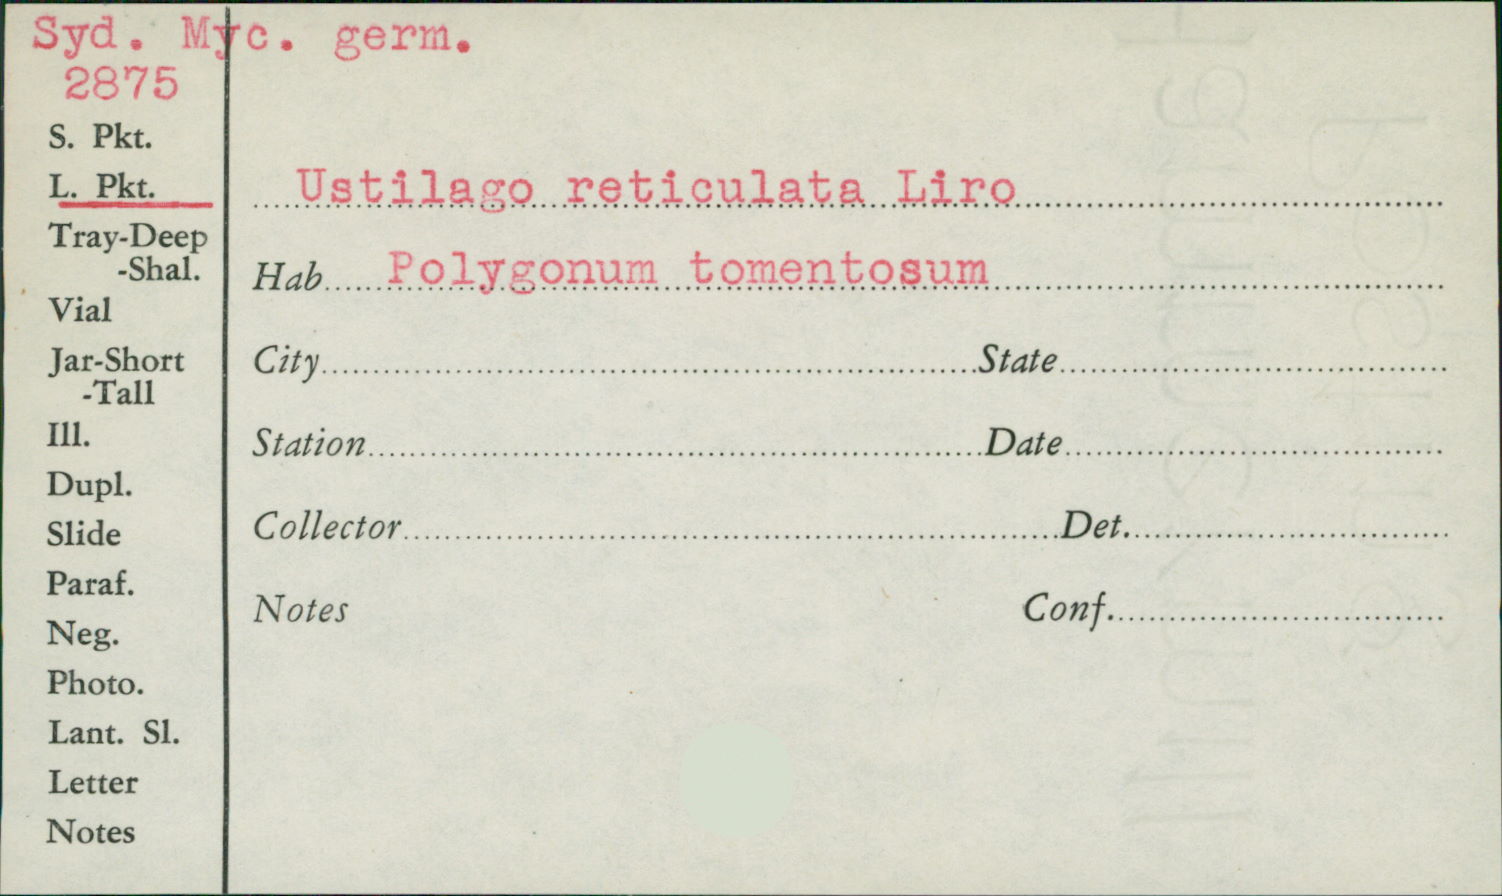 Syd. Myc. germ.
2875
S. Pkt.
L. Pkt.
Tray-Deep
-Shal.
Vial
Jar-Short
-Tall
Ill.
Dupl.
Slide
Paraf.
Neg.
Photo.
Lant. Sl.
Letter
Notes
Ustilago reticulata Liro
Hab. Polygonum tomentosum
City State
Station Date
Collector Det.
Notes Conf.